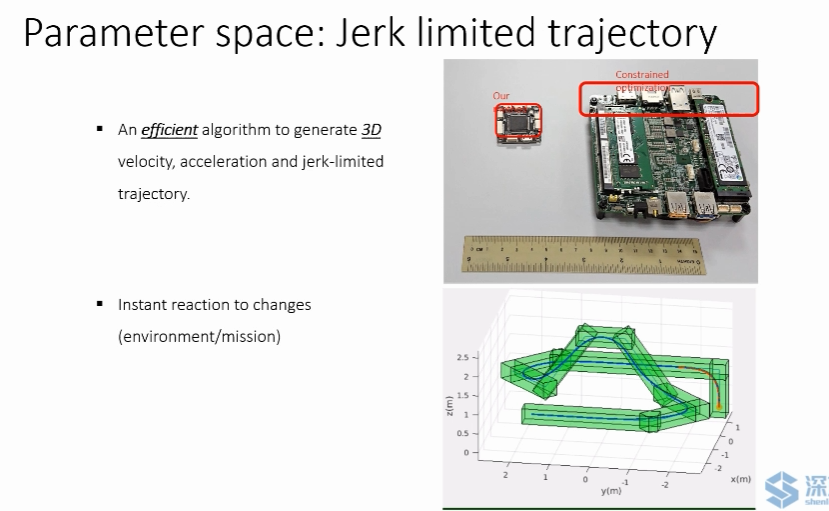 Parameter space: Jerk limited trajectory
Our
Constrained
optimization
▪ An efficient algorithm to generate 3D
velocity, acceleration and jerk-limited
trajectory.
▪ Instant reaction to changes
(environment/mission)
2.5
2
1.5
1
0.5
0
z(m)
2
1
0
-1
-2
y(m)
1
0
-1
-2
x(m)
深
shenl